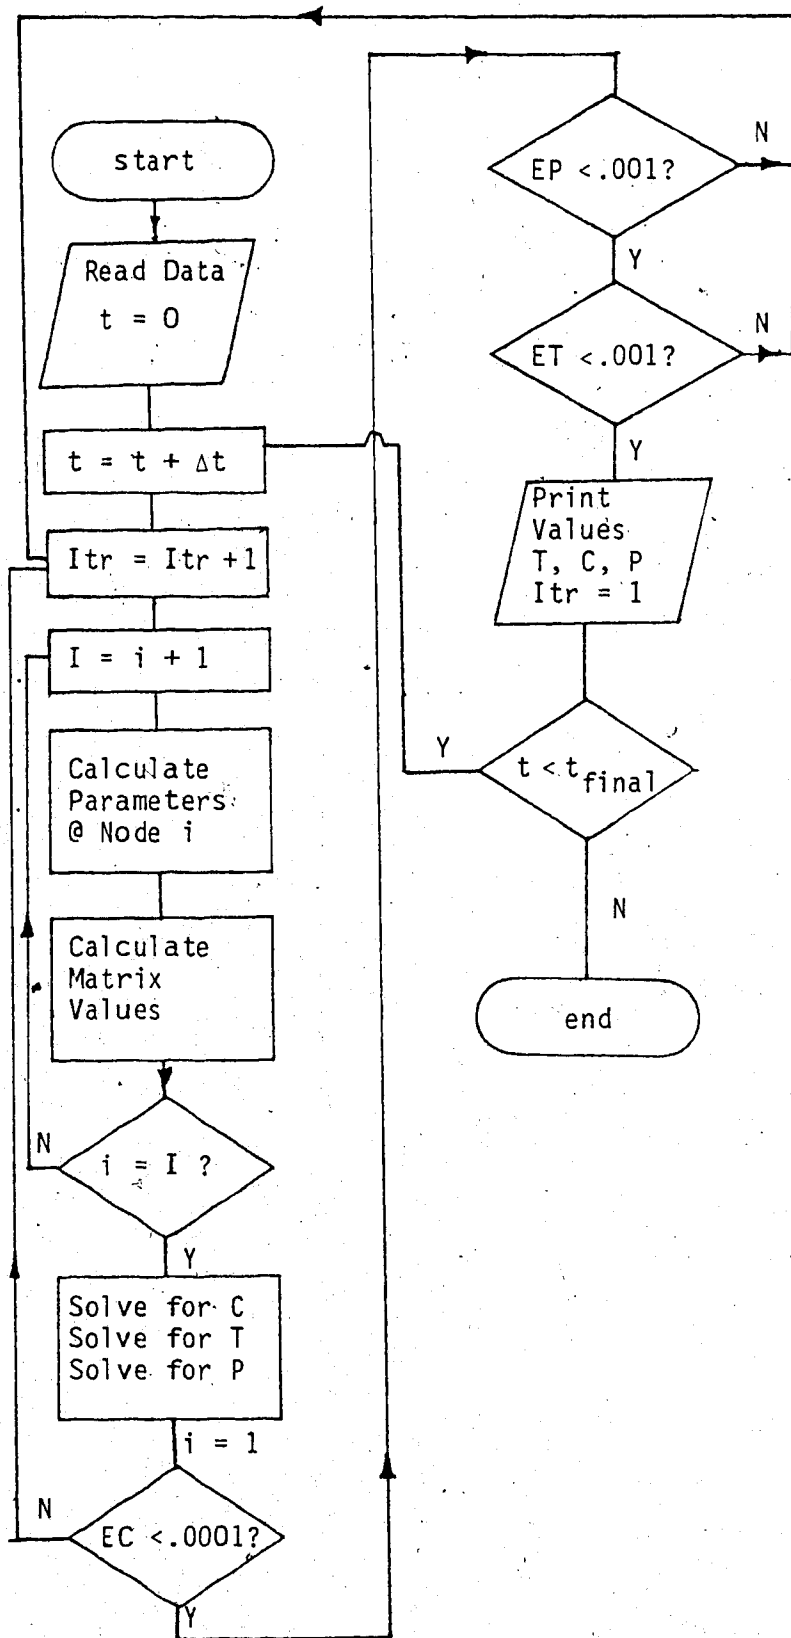 start
Read Data
t = 0
t = t + Δt
Itr = Itr +1
I = i + 1
Calculate
Parameters
@ Node i
Calculate
Matrix
Values
i = I ?
N
Y
Solve for C
Solve for T
Solve for P
i = 1
EC <.0001?
N
Y
EP <.001?
N
Y
ET <.001?
N
Y
Print
Values
T, C, P
Itr = 1
t < t final
Y
N
end